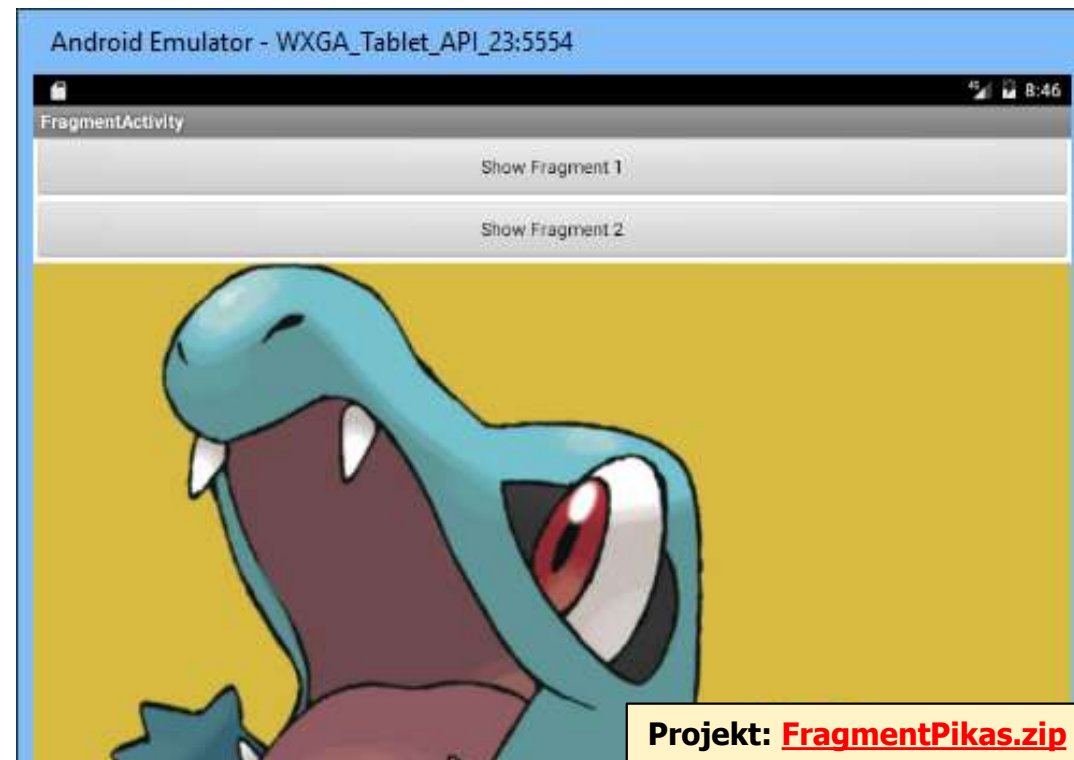 Android Emulator - WXGA_Tablet_API_23:5554
8:46
FragmentActivity
Show Fragment 1
Show Fragment 2
Projekt: FragmentPikas.zip